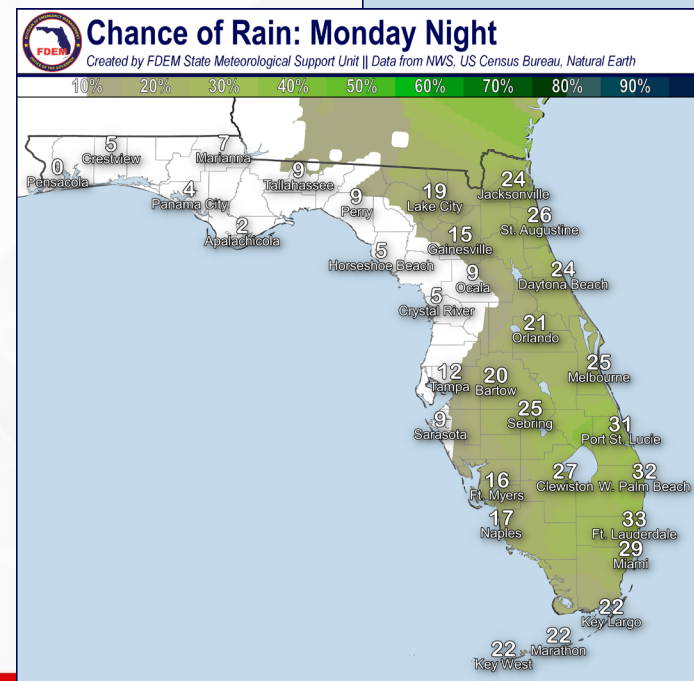 DIVISION OF EMERGENCY MANAGEMENT
FDEM
Chance of Rain: Monday Night
Created by FDEM State Meteorological Support Unit || Data from NWS, US Census Bureau, Natural Earth
10% 20% 30% 40% 50% 60% 70% 80% 90%
5
Crestview
7
Marianna
0
Pensacola
9
Tallahassee
4
Panama City
9
Perry
19
Lake City
24
Jacksonville
2
Apalachicola
26
St. Augustine
15
Gainesville
5
Horseshoe Beach
9
Ocala
24
Daytona Beach
5
Crystal River
21
Orlando
12
Tampa
20
Bartow
25
Melbourne
9
Sarasota
25
Sebring
31
Port St. Lucie
16
Ft. Myers
27
Clewiston
32
W. Palm Beach
17
Naples
33
Ft. Lauderdale
29
Miami
22
Key Largo
22
Marathon
22
Key West